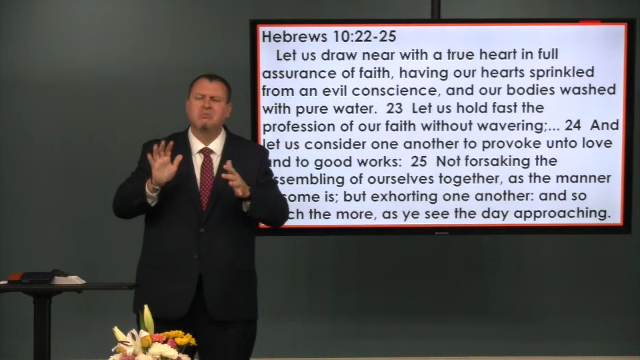 Hebrews 10:22-25
Let us draw near with a true heart in full
assurance of faith, having our hearts sprinkled
from an evil conscience, and our bodies washed
with pure water. 23 Let us hold fast the
profession of our faith without wavering;... 24 And
let us consider one another to provoke unto love
and to good works: 25 Not forsaking the
assembling of ourselves together, as the manner
some is; but exhorting one another: and so
the more, as ye see the day approaching.